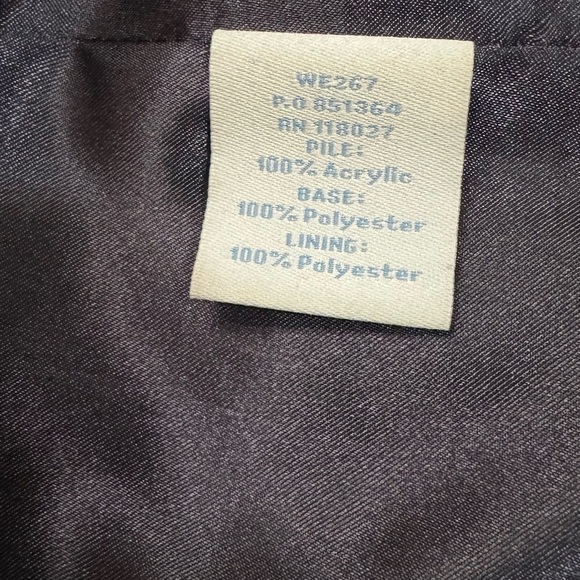 WE267
P.O 851364
RN 118027
PILE:
100% Acrylic
BASE:
100% Polyester
LINING:
100% Polyester